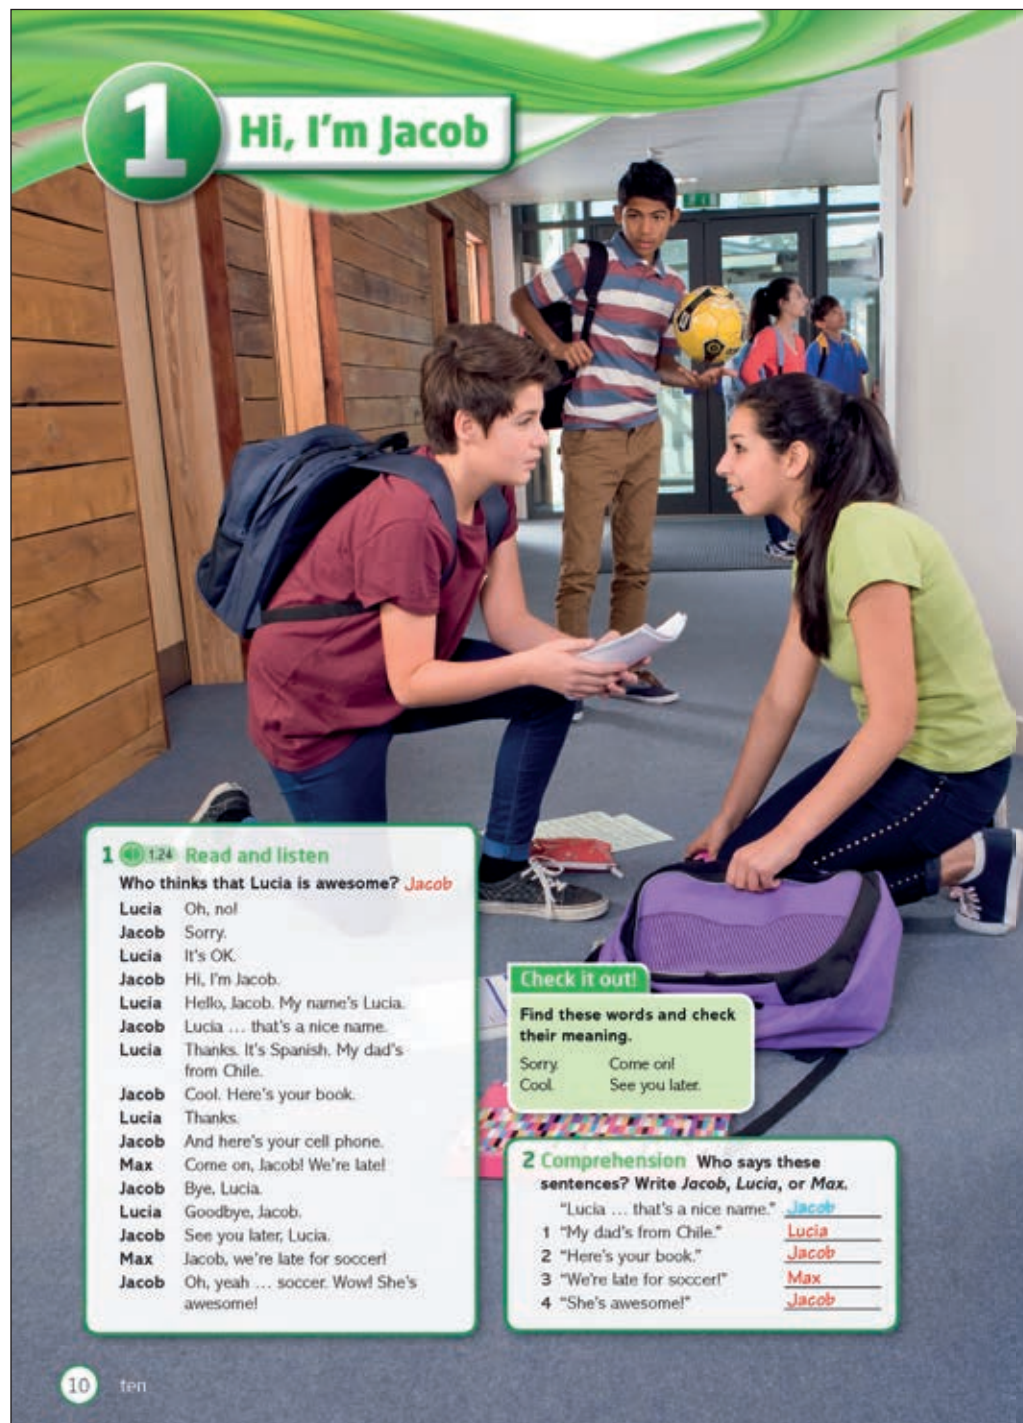 1
Hi, I'm Jacob
1 1.24 Read and listen
Who thinks that Lucia is awesome? Jacob
Lucia Oh, no!
Jacob Sorry.
Lucia It's OK.
Jacob Hi, I'm Jacob.
Lucia Hello, Jacob. My name's Lucia.
Jacob Lucia ... that's a nice name.
Lucia Thanks. It's Spanish. My dad's
from Chile.
Jacob Cool. Here's your book.
Lucia Thanks.
Jacob And here's your cell phone.
Max Come on, Jacob! We're late!
Jacob Bye, Lucia.
Lucia Goodbye, Jacob.
Jacob See you later, Lucia.
Max Jacob, we're late for soccer!
Jacob Oh, yeah ... soccer. Wow! She's
awesome!
Check it out!
Find these words and check
their meaning.
Sorry. Come on!
Cool. See you later.
2 Comprehension Who says these
sentences? Write Jacob, Lucia, or Max.
"Lucia ... that's a nice name." Jacob
1 "My dad's from Chile." Lucia
2 "Here's your book." Jacob
3 "We're late for soccer!" Max
4 "She's awesome!" Jacob
10 ten